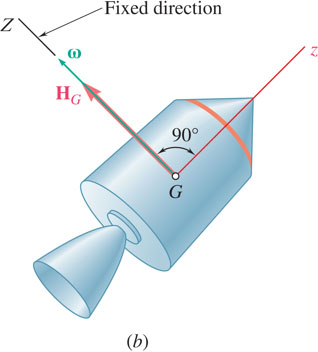 Fixed direction
Z
ω
z
H_G
90°
G
(b)